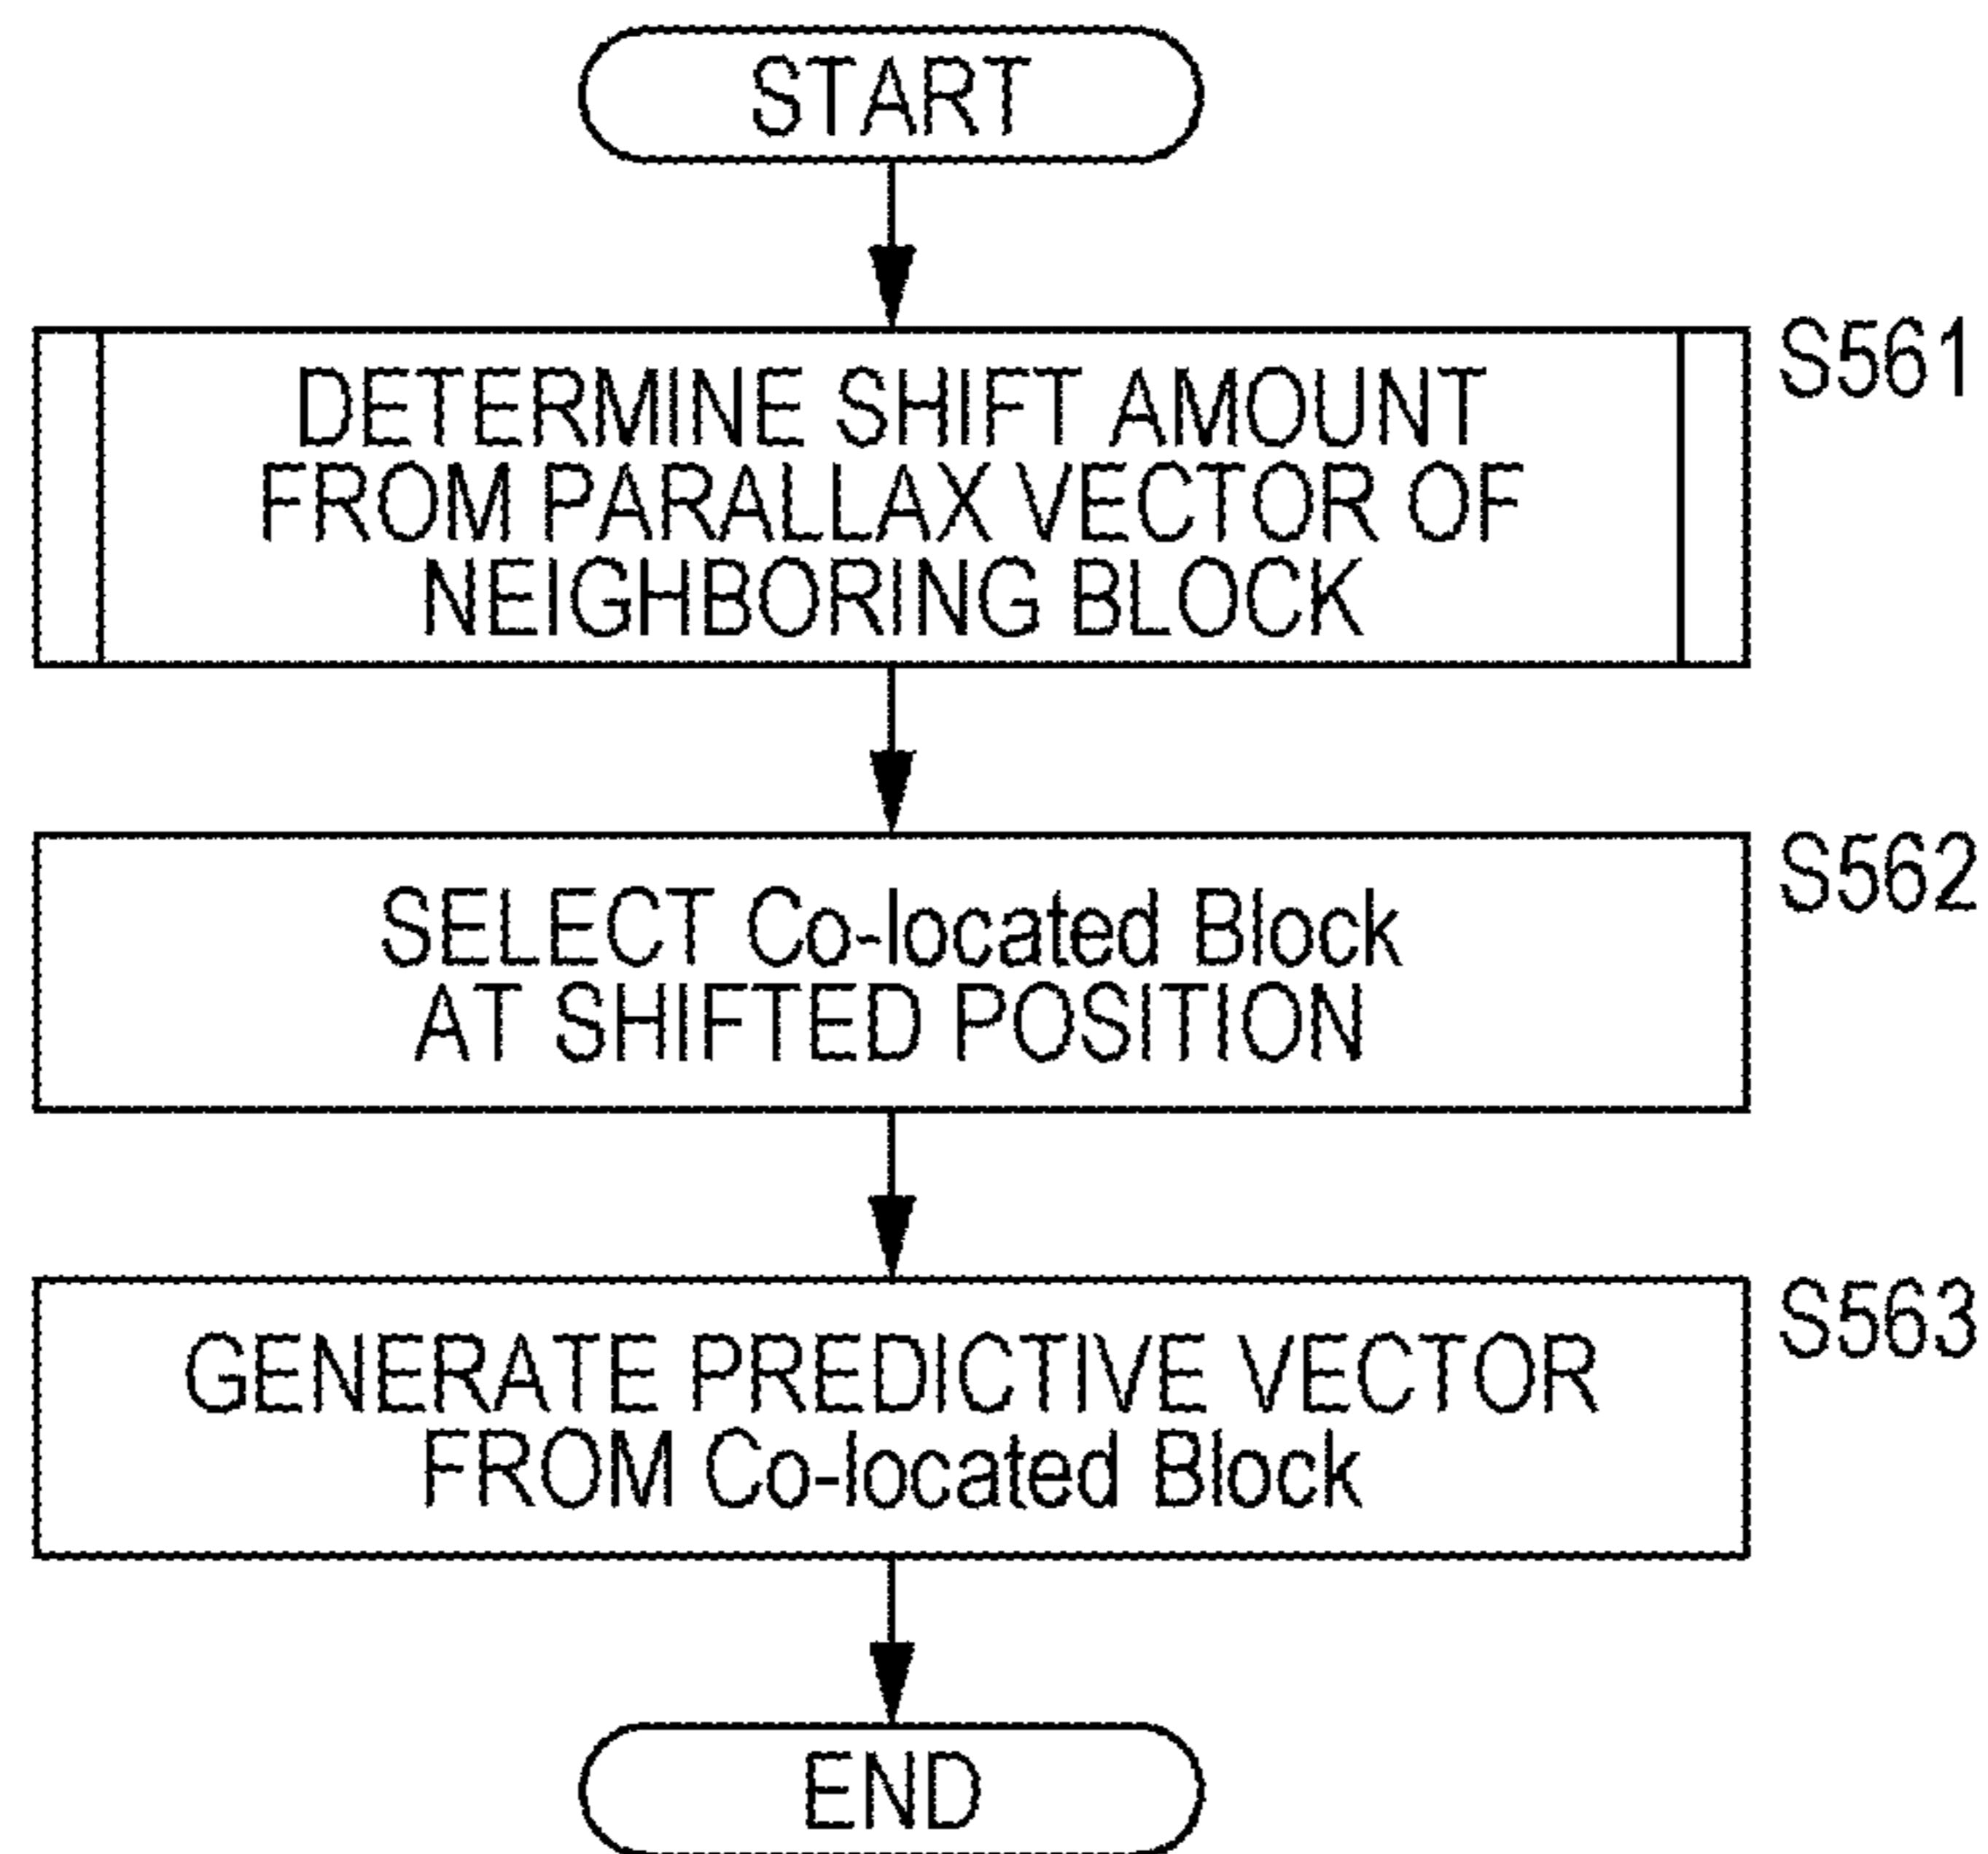 START
DETERMINE SHIFT AMOUNT
FROM PARALLAX VECTOR OF
NEIGHBORING BLOCK
S561
SELECT Co-located Block
AT SHIFTED POSITION
S562
GENERATE PREDICTIVE VECTOR
FROM Co-located Block
S563
END